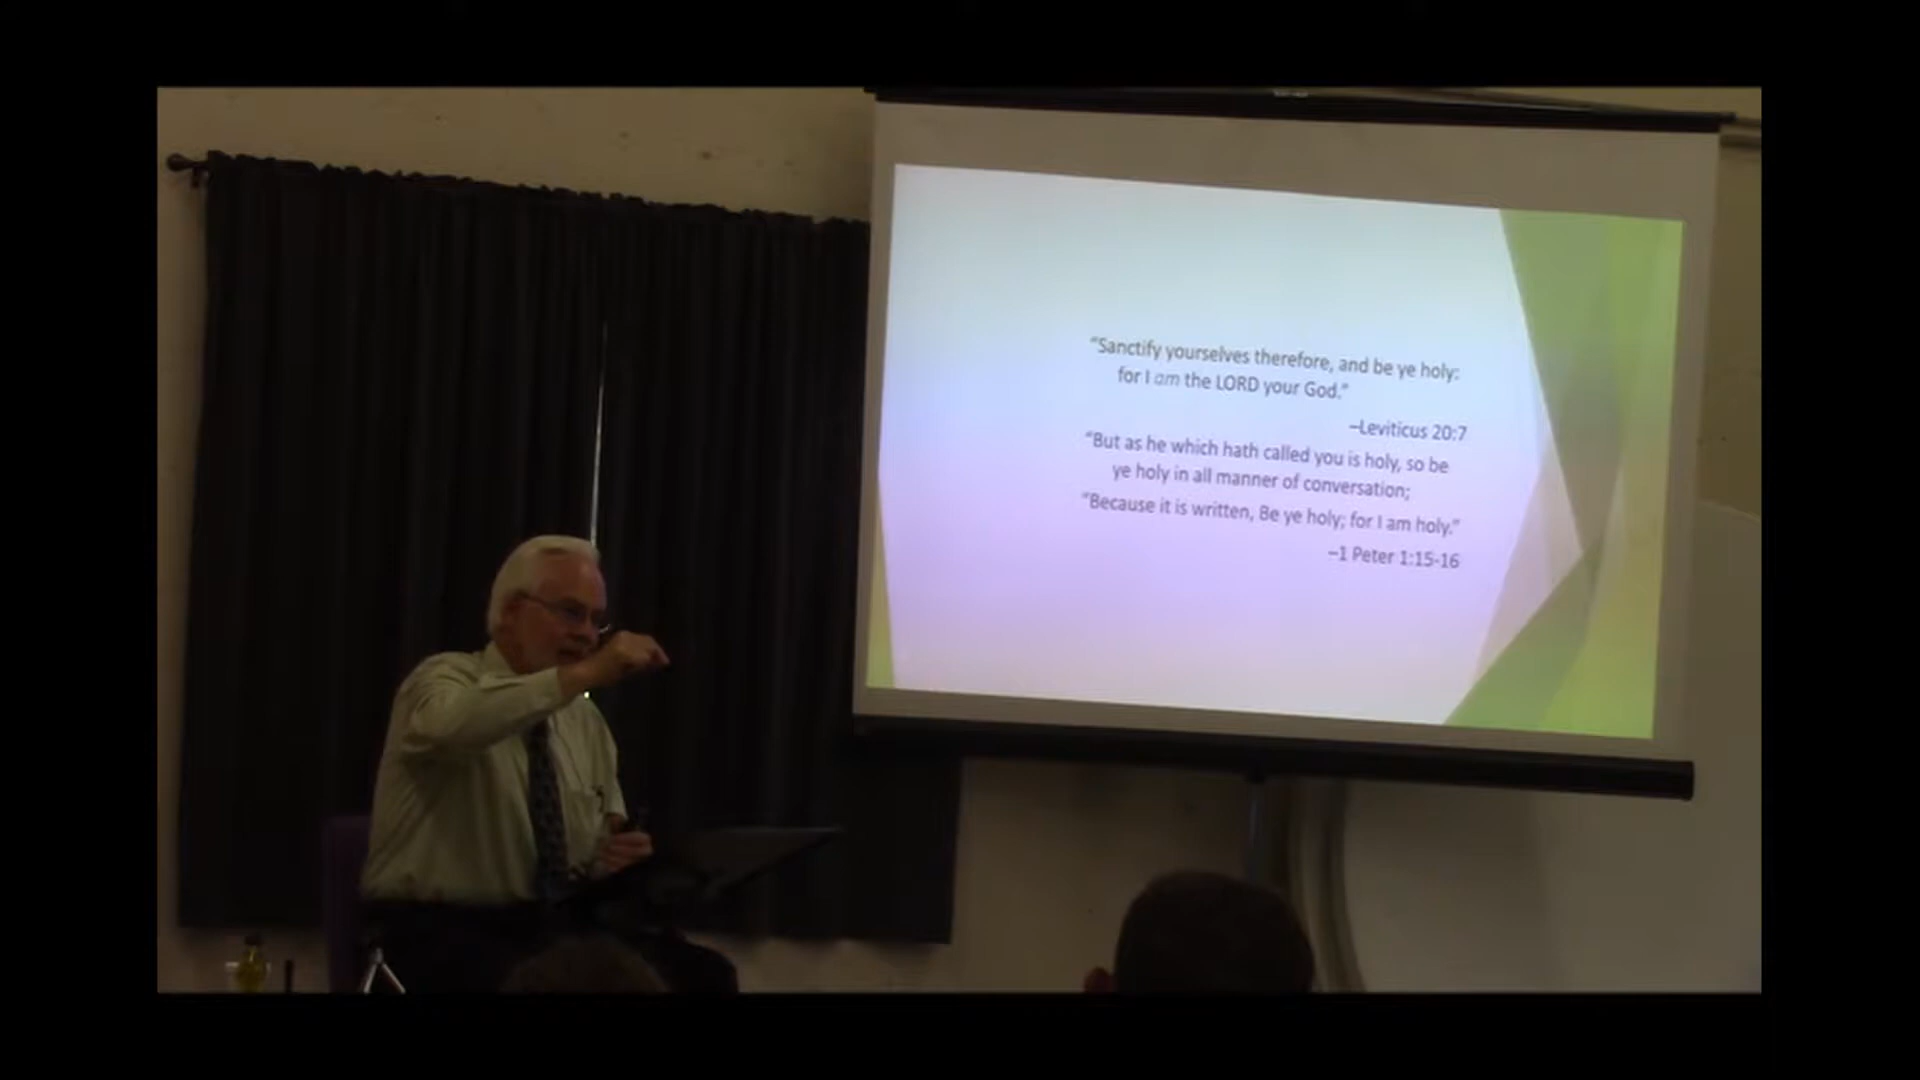 “Sanctify yourselves therefore, and be ye holy:
for I am the LORD your God.”
–Leviticus 20:7
“But as he which hath called you is holy, so be
ye holy in all manner of conversation;
“Because it is written, Be ye holy; for I am holy.”
–1 Peter 1:15-16